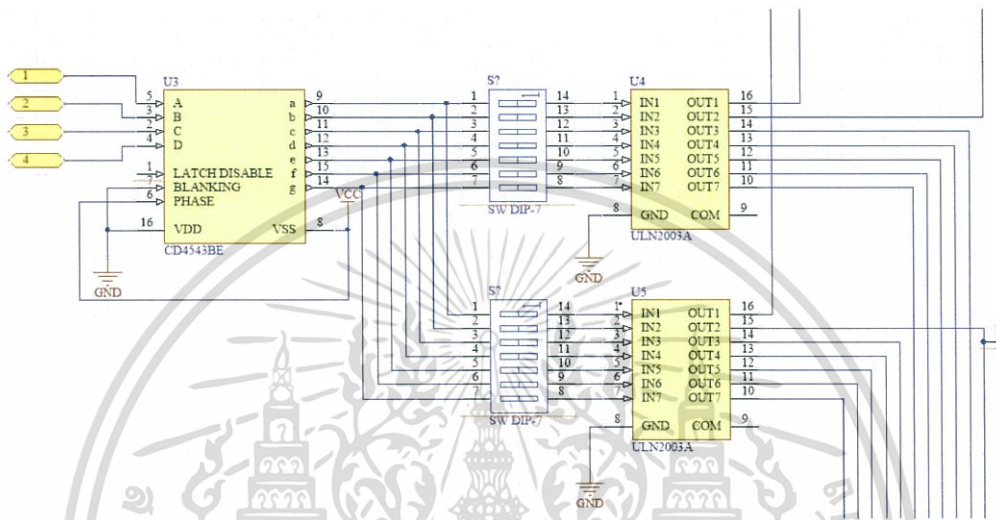 1
2
3
4
U3
5 A a 9
3 B b 10
2 C c 11
4 D d 12
e 13
1 LATCH DISABLE f 15
7 BLANKING g 14
6 PHASE
VCC
16 VDD VSS 8
CD4543BE
GND
S?
1 14
2 13
3 12
4 11
5 10
6 9
7 8
SW DIP-7
U4
1 IN1 OUT1 16
2 IN2 OUT2 15
3 IN3 OUT3 14
4 IN4 OUT4 13
5 IN5 OUT5 12
6 IN6 OUT6 11
7 IN7 OUT7 10
8 GND COM 9
ULN2003A
GND
S?
1 14
2 13
3 12
4 11
5 10
6 9
7 8
SW DIP-7
U5
1 IN1 OUT1 16
2 IN2 OUT2 15
3 IN3 OUT3 14
4 IN4 OUT4 13
5 IN5 OUT5 12
6 IN6 OUT6 11
7 IN7 OUT7 10
8 GND COM 9
ULN2003A
GND